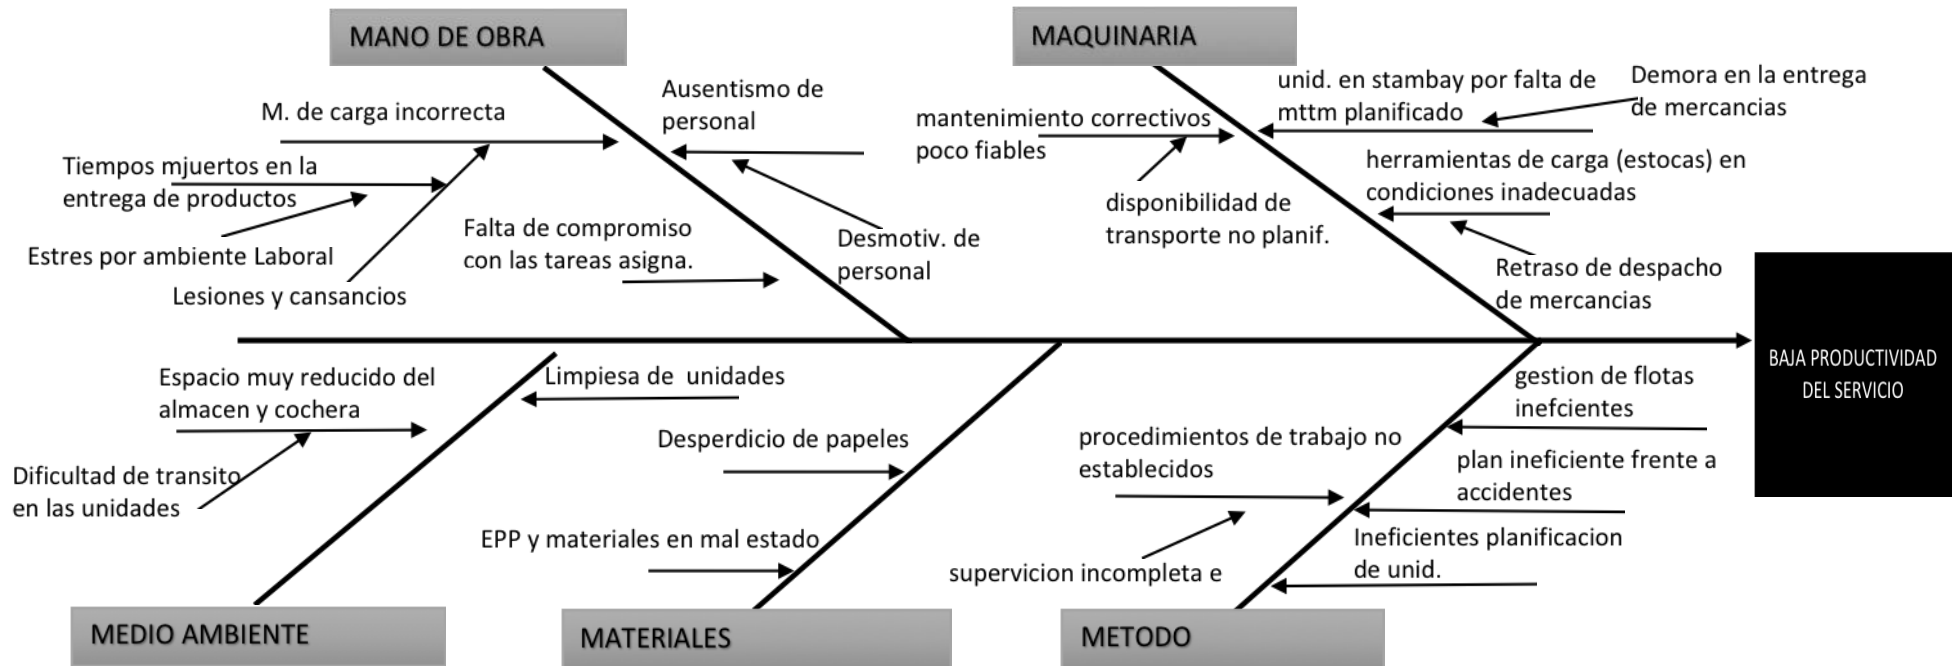 MANO DE OBRA
MAQUINARIA
M. de carga incorrecta
Ausentismo de
personal
Tiempos mjuertos en la
entrega de productos
Estres por ambiente Laboral
Lesiones y cansancios
Falta de compromiso
con las tareas asigna.
Desmotiv. de
personal
mantenimiento correctivos
poco fiables
unid. en stambay por falta de
mttm planificado
Demora en la entrega
de mercancias
disponibilidad de
transporte no planif.
herramientas de carga (estocas) en
condiciones inadecuadas
Retraso de despacho
de mercancias
BAJA PRODUCTIVIDAD
DEL SERVICIO
Espacio muy reducido del
almacen y cochera
Limpiesa de unidades
Dificultad de transito
en las unidades
Desperdicio de papeles
EPP y materiales en mal estado
procedimientos de trabajo no
establecidos
supervicion incompleta e
gestion de flotas
inefcientes
plan ineficiente frente a
accidentes
Ineficientes planificacion
de unid.
MEDIO AMBIENTE
MATERIALES
METODO